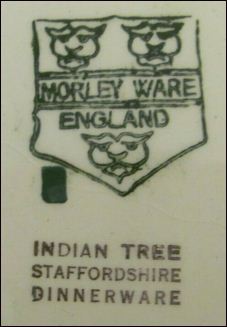 MORLEY WARE
ENGLAND
INDIAN TREE
STAFFORDSHIRE
DINNERWARE